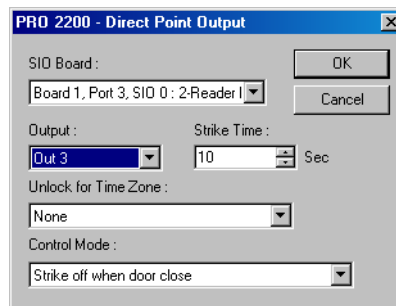 PRO 2200 - Direct Point Output
SIO Board :
OK
Board 1, Port 3, SIO 0 : 2-Reader I
Cancel
Output :
Strike Time :
Out 3
10
Sec
Unlock for Time Zone :
None
Control Mode :
Strike off when door close